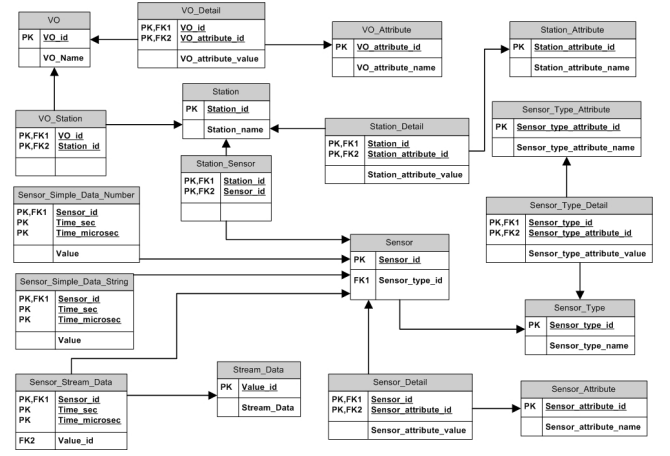 VO
PK VO_id
VO_Name
VO_Detail
PK,FK1 VO_id
PK,FK2 VO_attribute_id
VO_attribute_value
VO_Attribute
PK VO_attribute_id
VO_attribute_name
Station_Attribute
PK Station_attribute_id
Station_attribute_name
VO_Station
PK,FK1 VO_id
PK,FK2 Station_id
Station
PK Station_id
Station_name
Station_Detail
PK,FK1 Station_id
PK,FK2 Station_attribute_id
Station_attribute_value
Sensor_Type_Attribute
PK Sensor_type_attribute_id
Sensor_type_attribute_name
Station_Sensor
PK,FK1 Station_id
PK,FK2 Sensor_id
Sensor_Simple_Data_Number
PK,FK1 Sensor_id
PK Time_sec
PK Time_microsec
Value
Sensor_Type_Detail
PK,FK1 Sensor_type_id
PK,FK2 Sensor_type_attribute_id
Sensor_type_attribute_value
Sensor
PK Sensor_id
FK1 Sensor_type_id
Sensor_Simple_Data_String
PK,FK1 Sensor_id
PK Time_sec
PK Time_microsec
Value
Sensor_Type
PK Sensor_type_id
Sensor_type_name
Sensor_Stream_Data
PK,FK1 Sensor_id
PK Time_sec
PK Time_microsec
FK2 Value_id
Stream_Data
PK Value_id
Stream_Data
Sensor_Detail
PK,FK1 Sensor_id
PK,FK2 Sensor_attribute_id
Sensor_attribute_value
Sensor_Attribute
PK Sensor_attribute_id
Sensor_attribute_name